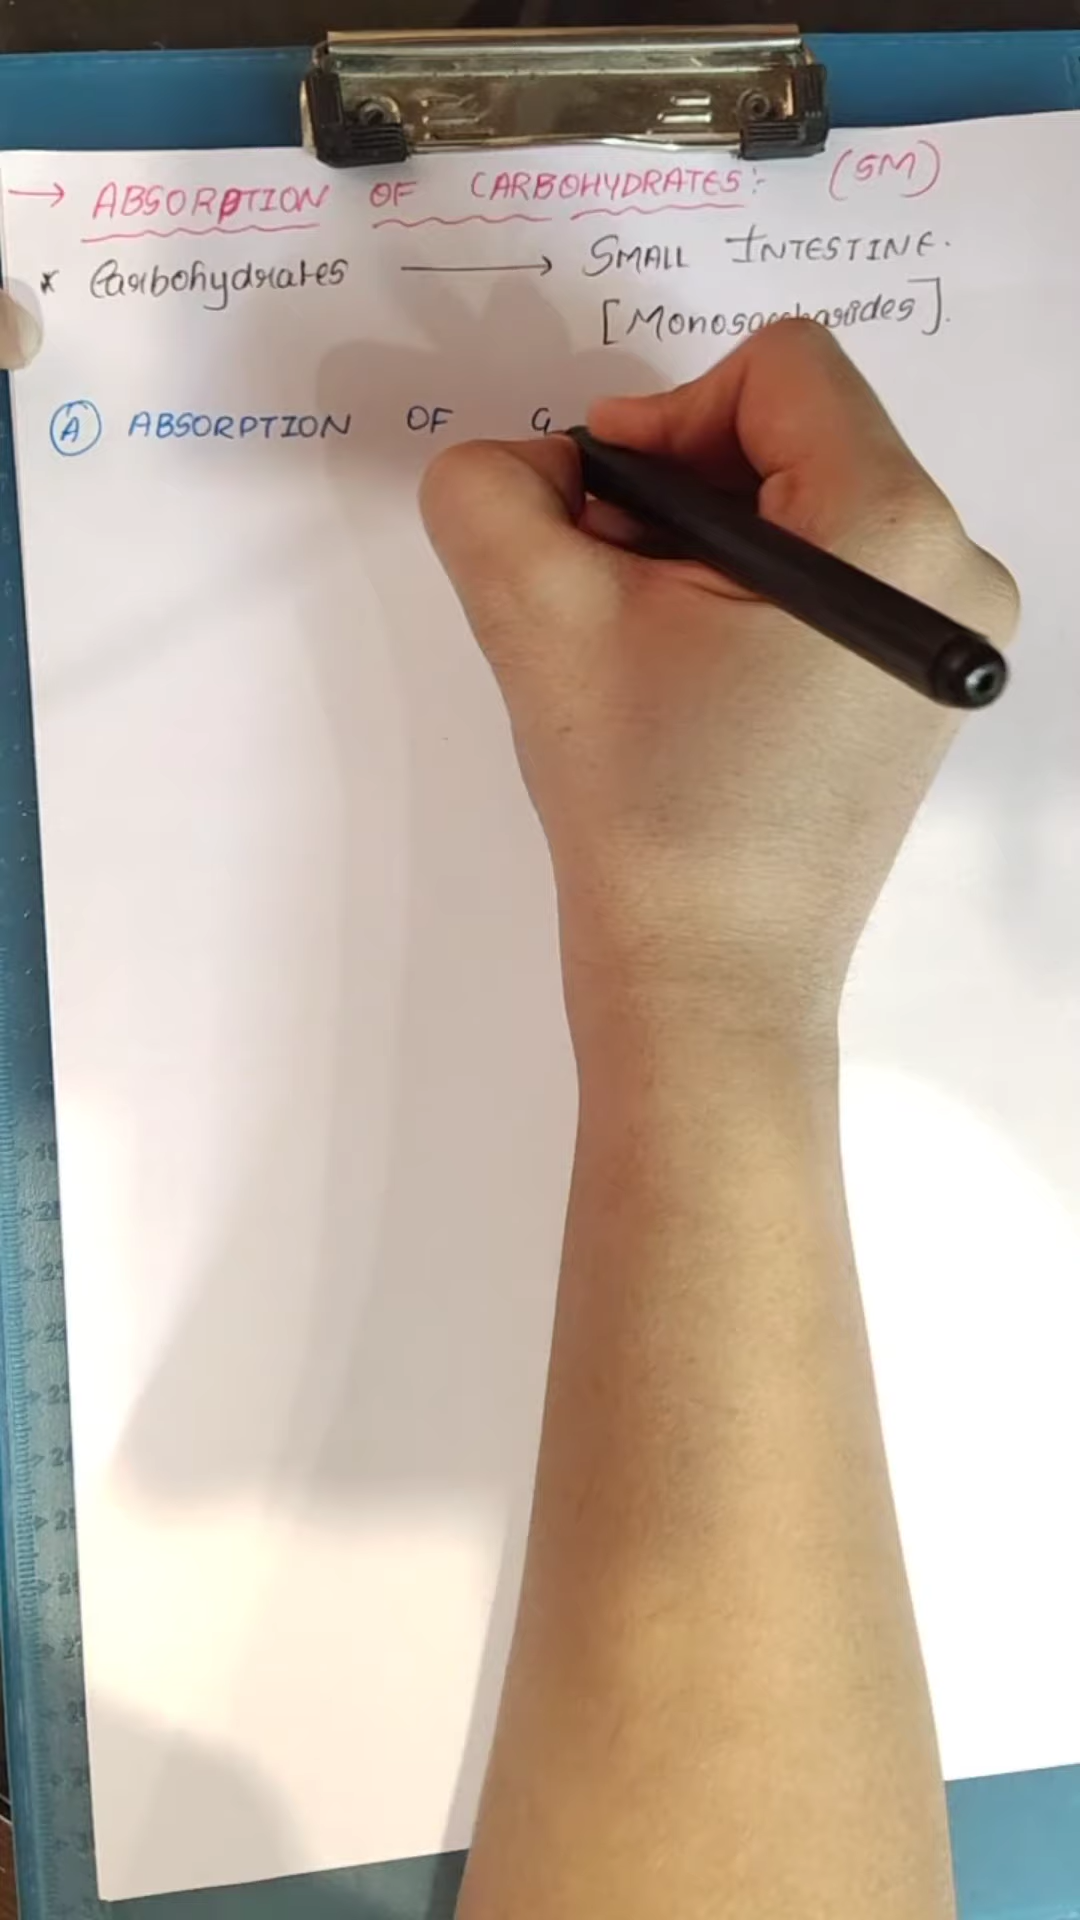 → ABSORPTION OF CARBOHYDRATES:- (5M)
* Carbohydrates → SMALL INTESTINE.
[Monosaccharides].
Ⓐ ABSORPTION OF G